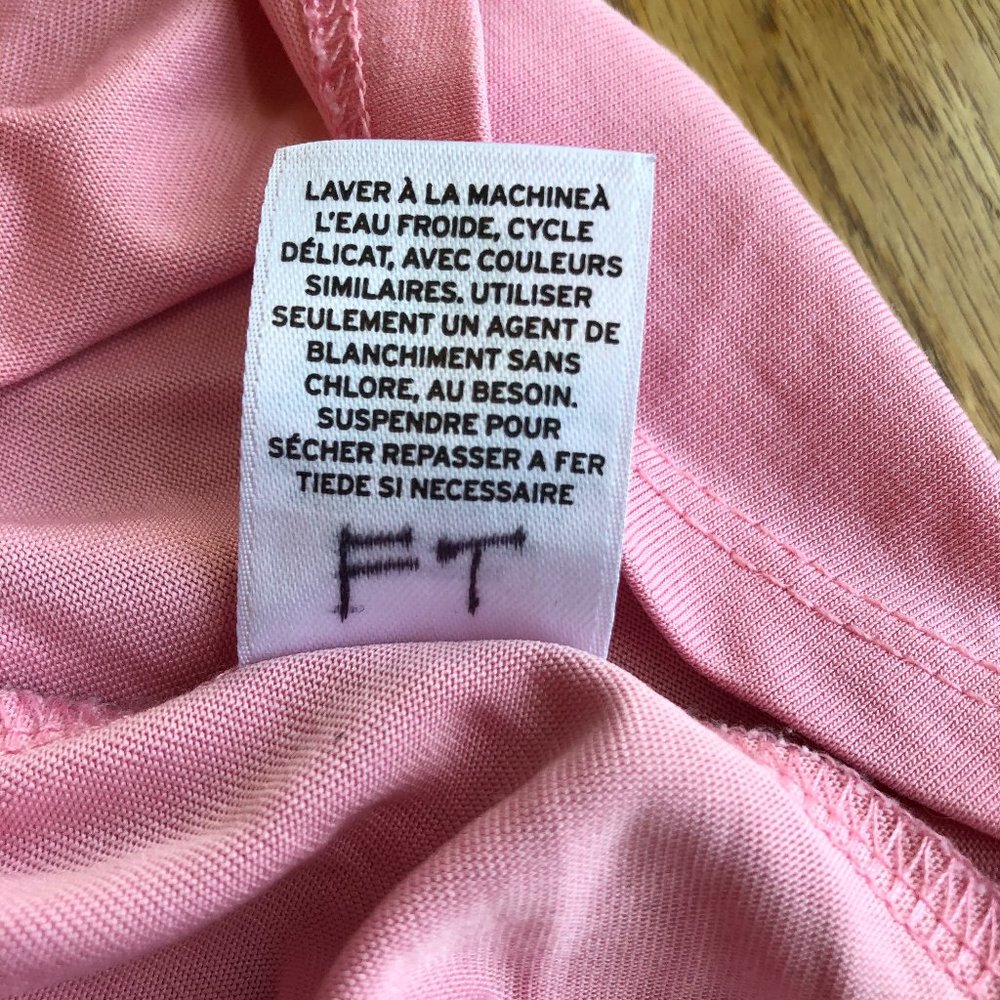 LAVER À LA MACHINEÀ
L'EAU FROIDE, CYCLE
DÉLICAT, AVEC COULEURS
SIMILAIRES. UTILISER
SEULEMENT UN AGENT DE
BLANCHIMENT SANS
CHLORE, AU BESOIN.
SUSPENDRE POUR
SÉCHER REPASSER A FER
TIEDE SI NECESSAIRE
FT